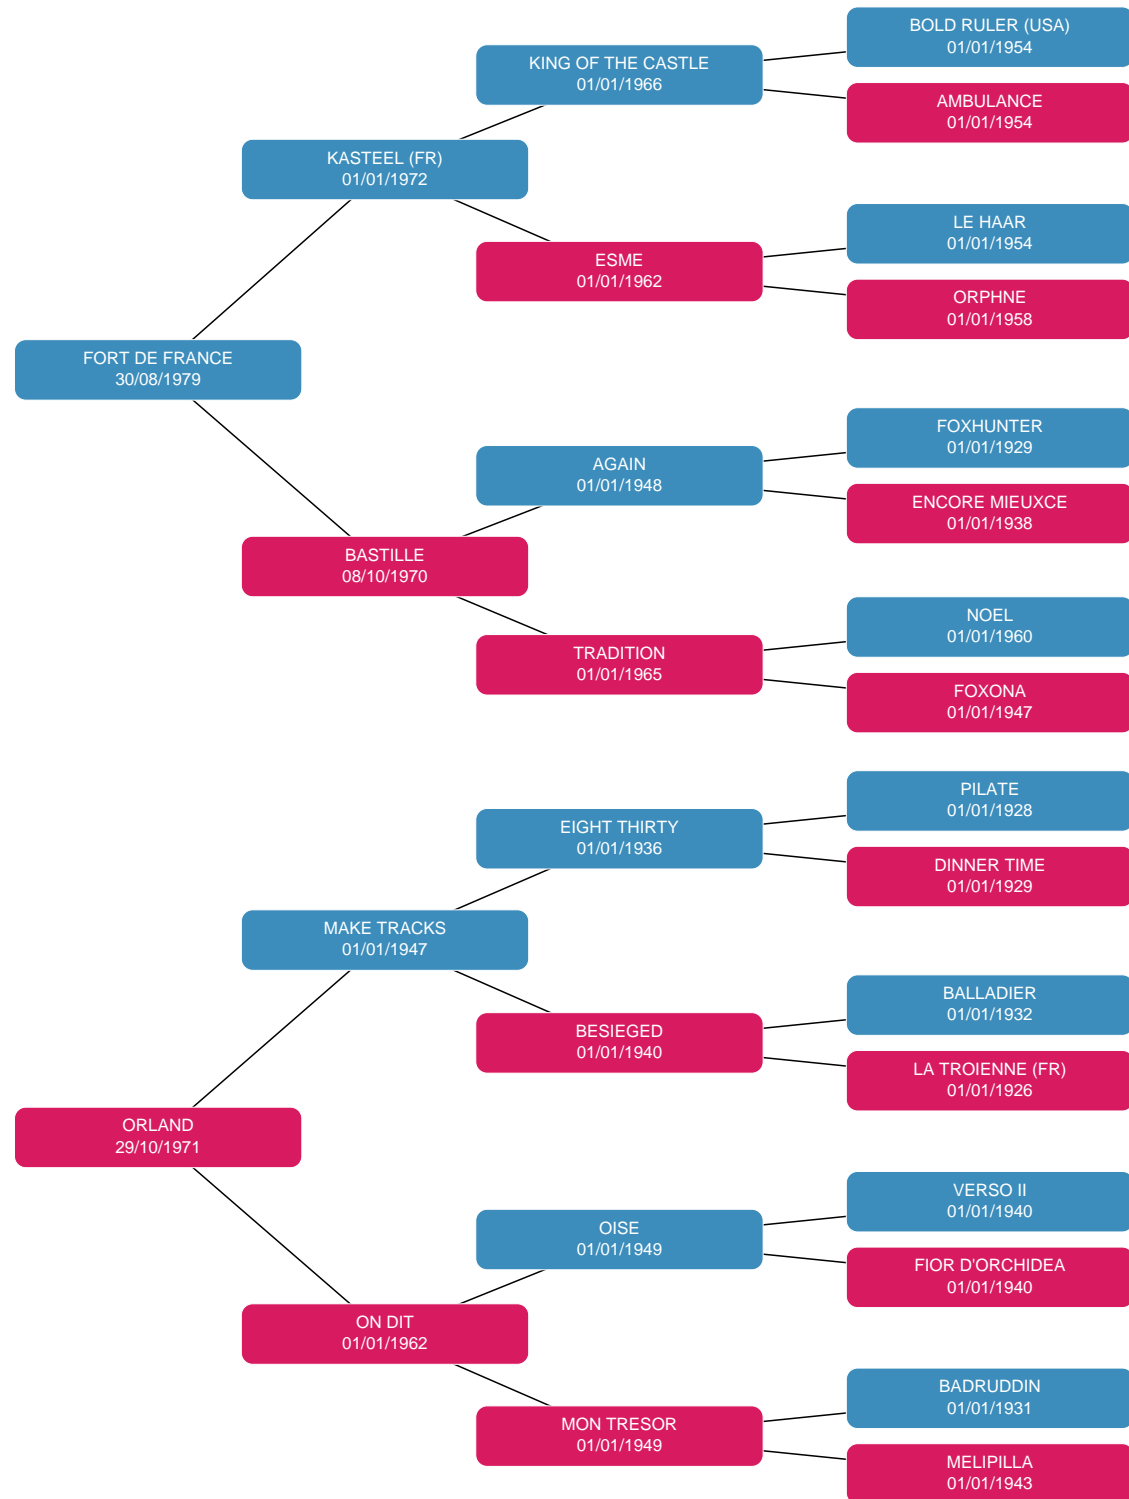 BOLD RULER (USA)
01/01/1954
KING OF THE CASTLE
01/01/1966
AMBULANCE
01/01/1954
KASTEEL (FR)
01/01/1972
LE HAAR
01/01/1954
ESME
01/01/1962
ORPHNE
01/01/1958
FORT DE FRANCE
30/08/1979
FOXHUNTER
01/01/1929
AGAIN
01/01/1948
ENCORE MIEUXCE
01/01/1938
BASTILLE
08/10/1970
NOEL
01/01/1960
TRADITION
01/01/1965
FOXONA
01/01/1947
PILATE
01/01/1928
EIGHT THIRTY
01/01/1936
DINNER TIME
01/01/1929
MAKE TRACKS
01/01/1947
BALLADIER
01/01/1932
BESIEGED
01/01/1940
LA TROIENNE (FR)
01/01/1926
ORLAND
29/10/1971
VERSO II
01/01/1940
OISE
01/01/1949
FIOR D'ORCHIDEA
01/01/1940
ON DIT
01/01/1962
BADRUDDIN
01/01/1931
MON TRESOR
01/01/1949
MELIPILLA
01/01/1943